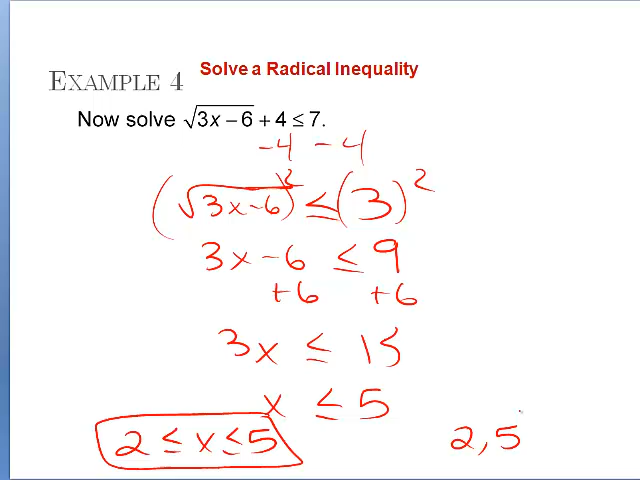 Solve a Radical Inequality
EXAMPLE 4
Now solve √(3x − 6) + 4 ≤ 7.
-4 -4
(√(3x-6))² ≤ (3)²
3x - 6 ≤ 9
+6 +6
3x ≤ 15
x ≤ 5
2 ≤ x ≤ 5
2, 5